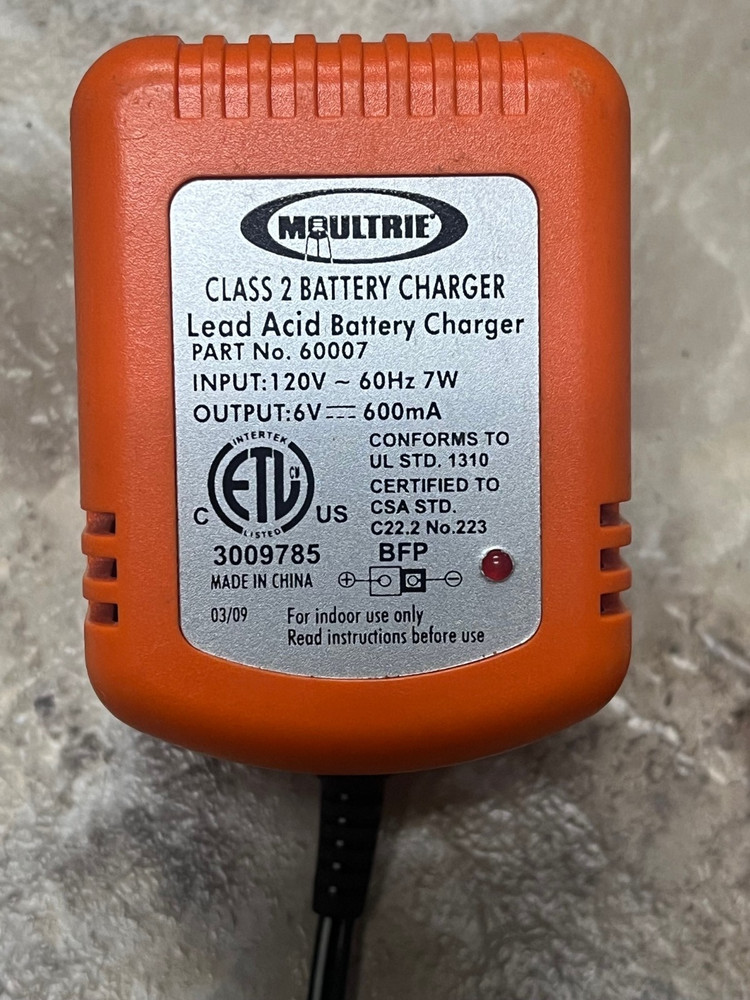 MOULTRIE
CLASS 2 BATTERY CHARGER
Lead Acid Battery Charger
PART No. 60007
INPUT:120V ~ 60Hz 7W
OUTPUT:6V⎓ 600mA
INTERTEK
ETL CM
LISTED
C US
3009785
MADE IN CHINA
CONFORMS TO
UL STD. 1310
CERTIFIED TO
CSA STD.
C22.2 No.223
BFP
+ −
03/09
For indoor use only
Read instructions before use